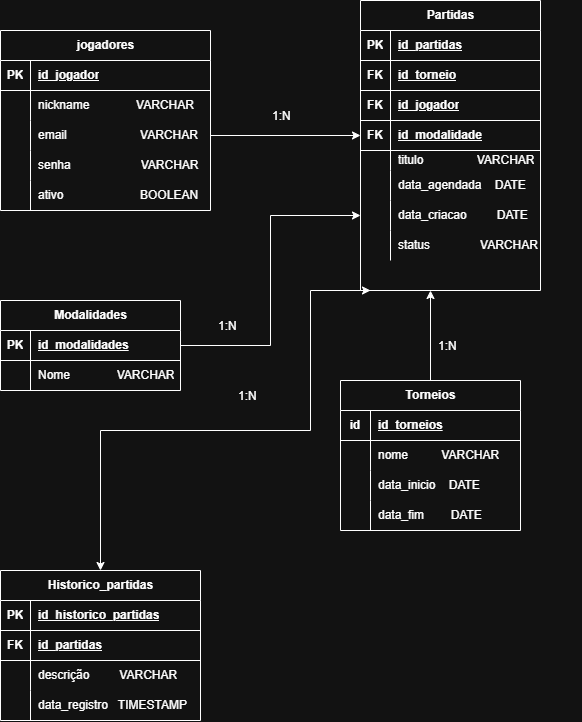 jogadores
PK id_jogador
nickname VARCHAR
email VARCHAR
senha VARCHAR
ativo BOOLEAN
1:N
Partidas
PK id_partidas
FK id_torneio
FK id_jogador
FK id_modalidade
titulo VARCHAR
data_agendada DATE
data_criacao DATE
status VARCHAR
Modalidades
PK id_modalidades
Nome VARCHAR
1:N
1:N
1:N
Torneios
id id_torneios
nome VARCHAR
data_inicio DATE
data_fim DATE
Historico_partidas
PK id_historico_partidas
FK id_partidas
descrição VARCHAR
data_registro TIMESTAMP